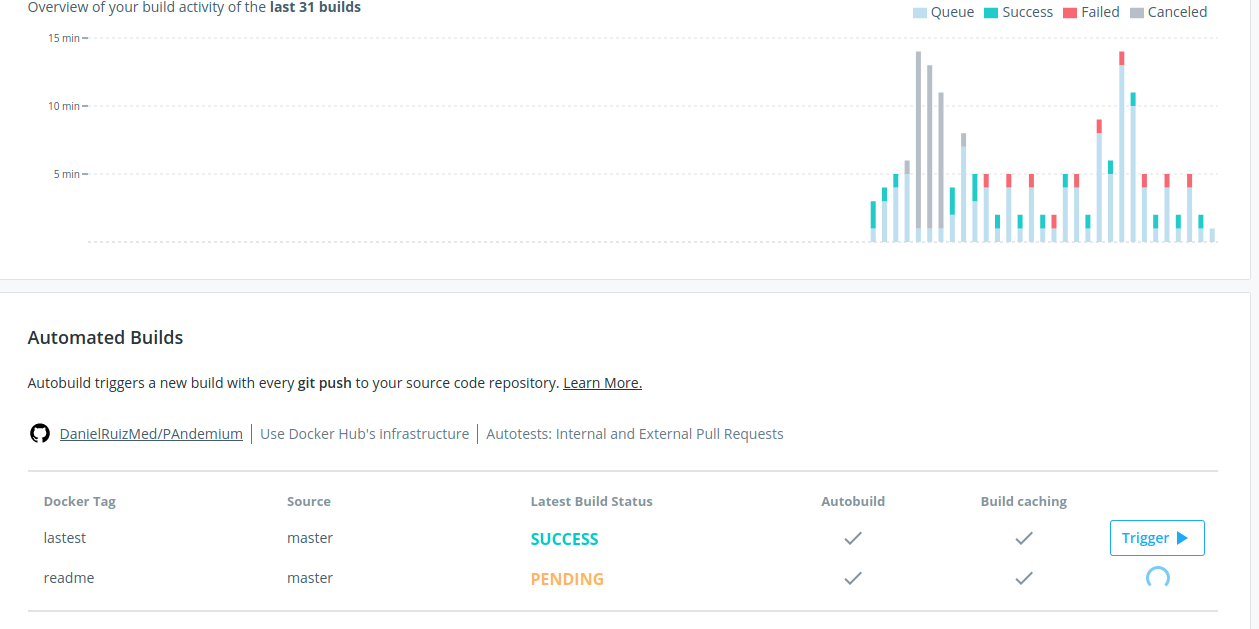 Overview of your build activity of the last 31 builds
Queue Success Failed Canceled
15 min
10 min
5 min
Automated Builds
Autobuild triggers a new build with every git push to your source code repository. Learn More.
DanielRuizMed/PAndemium | Use Docker Hub's infrastructure | Autotests: Internal and External Pull Requests
Docker Tag Source Latest Build Status Autobuild Build caching
lastest master SUCCESS Trigger
readme master PENDING